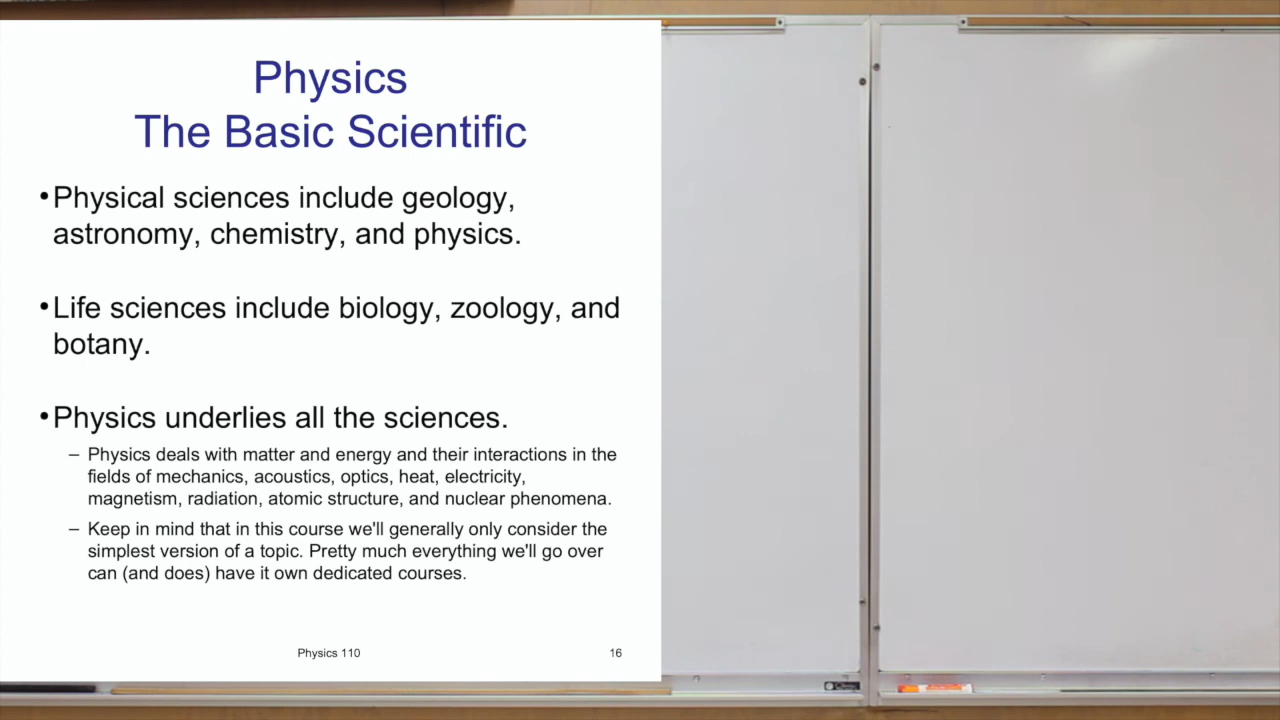 Physics
The Basic Scientific
•Physical sciences include geology,
astronomy, chemistry, and physics.
•Life sciences include biology, zoology, and
botany.
•Physics underlies all the sciences.
– Physics deals with matter and energy and their interactions in the
fields of mechanics, acoustics, optics, heat, electricity,
magnetism, radiation, atomic structure, and nuclear phenomena.
– Keep in mind that in this course we'll generally only consider the
simplest version of a topic. Pretty much everything we'll go over
can (and does) have it own dedicated courses.
Physics 110
16